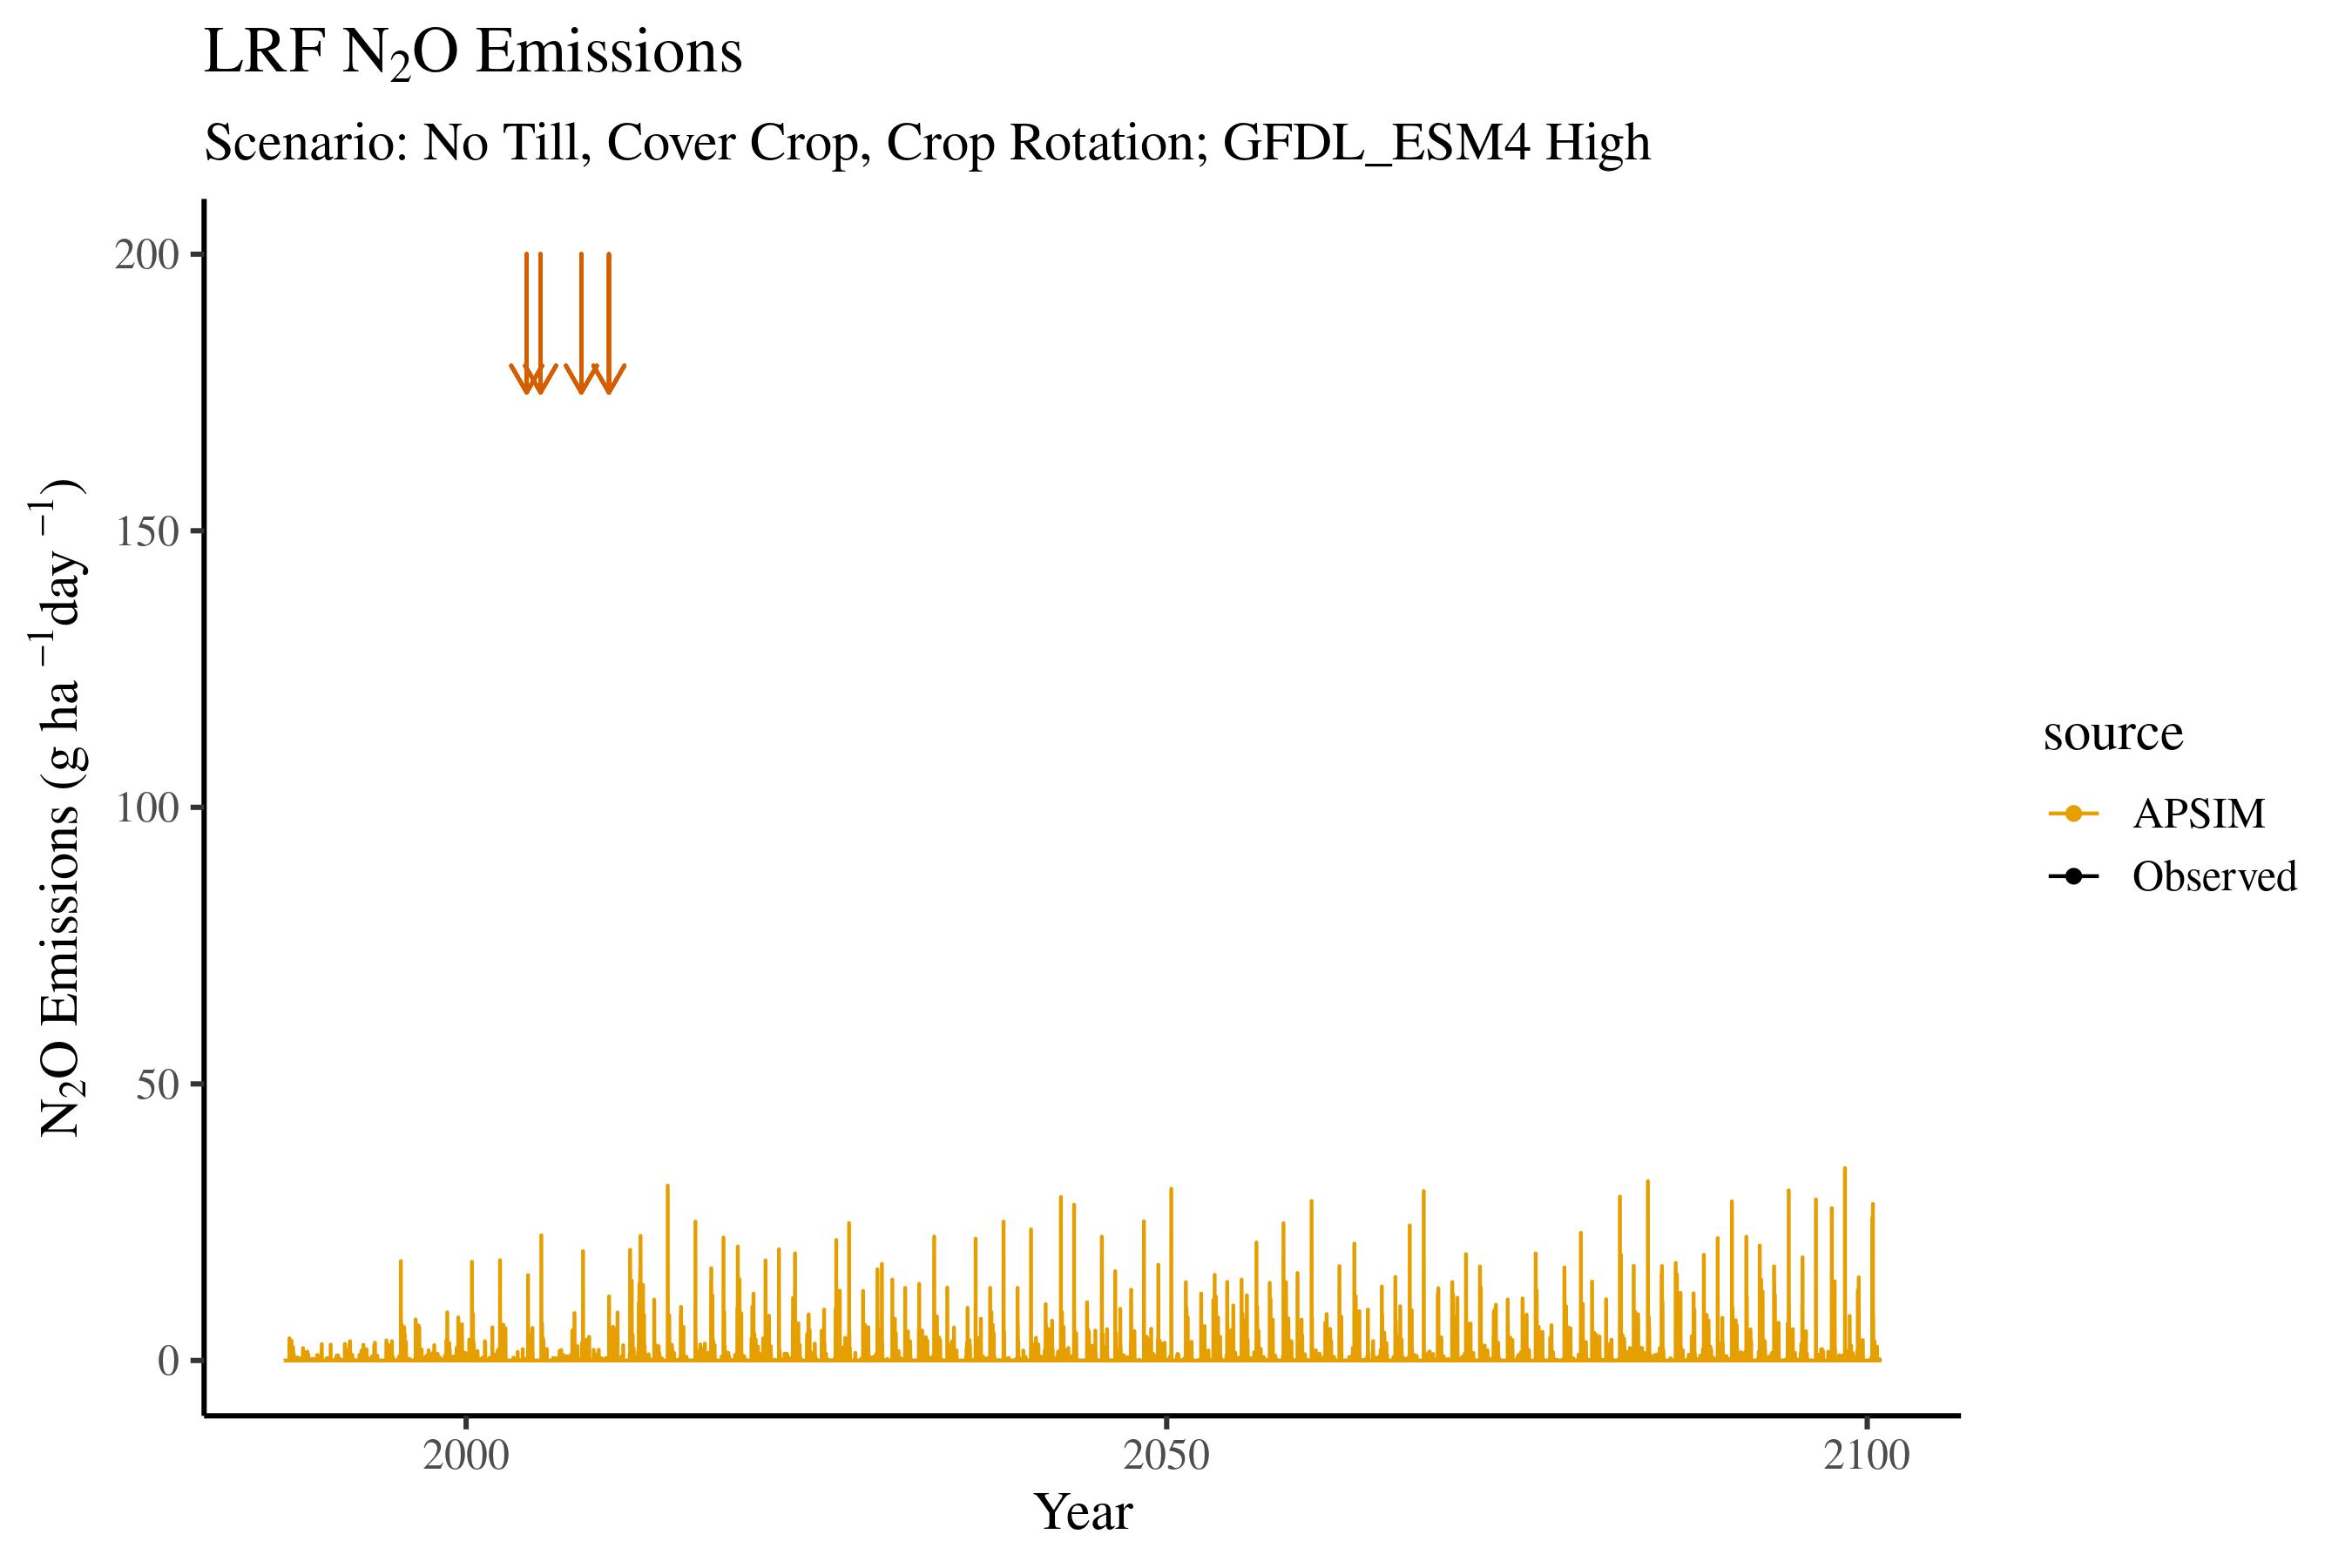 LRF N₂O Emissions
Scenario: No Till, Cover Crop, Crop Rotation; GFDL_ESM4 High
N₂O Emissions (g ha ⁻¹day ⁻¹)
200
150
100
50
0
2000
2050
2100
Year
source
APSIM
Observed